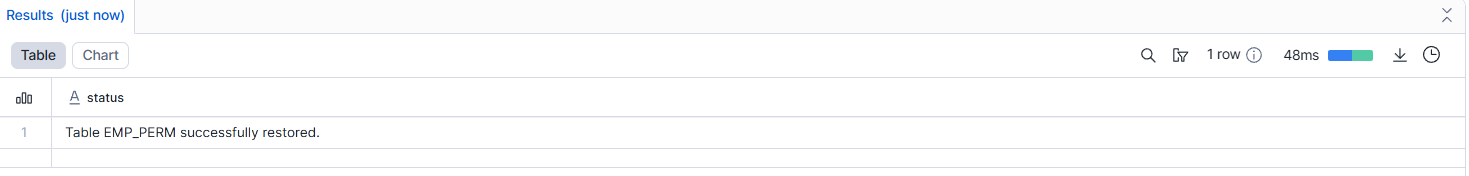 Results (just now)
Table Chart 1 row 48ms
A status
1 Table EMP_PERM successfully restored.